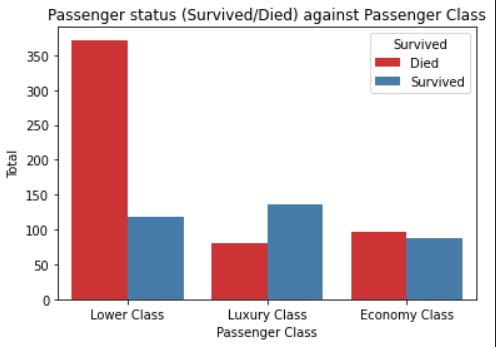 Passenger status (Survived/Died) against Passenger Class
Survived
Died
Survived
350
300
250
200
150
100
50
0
Total
Lower Class
Luxury Class
Economy Class
Passenger Class